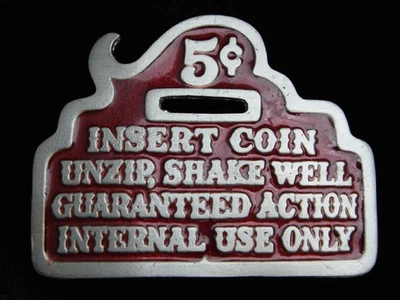 5¢
INSERT COIN
UNZIP, SHAKE WELL
GUARANTEED ACTION
INTERNAL USE ONLY